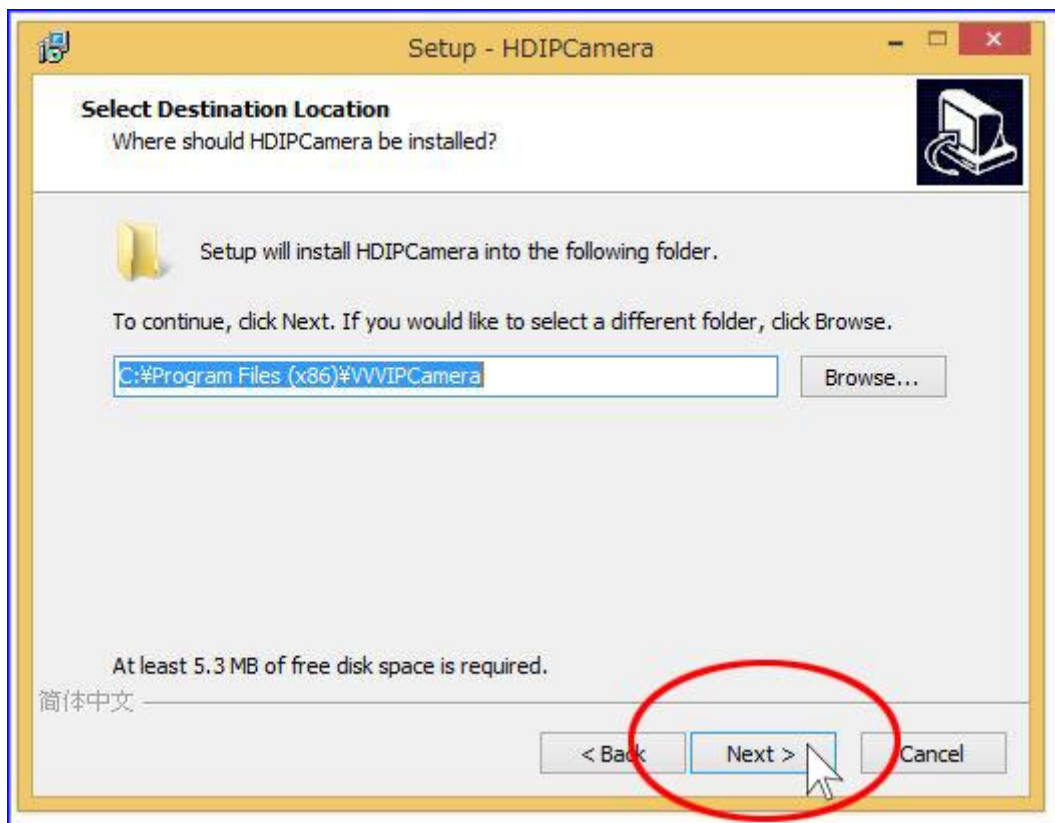 Setup - HDIPCamera
Select Destination Location
Where should HDIPCamera be installed?
Setup will install HDIPCamera into the following folder.
To continue, click Next. If you would like to select a different folder, click Browse.
C:¥Program Files (x86)¥VVVIPCamera
Browse...
At least 5.3 MB of free disk space is required.
简体中文
< Back
Next >
Cancel